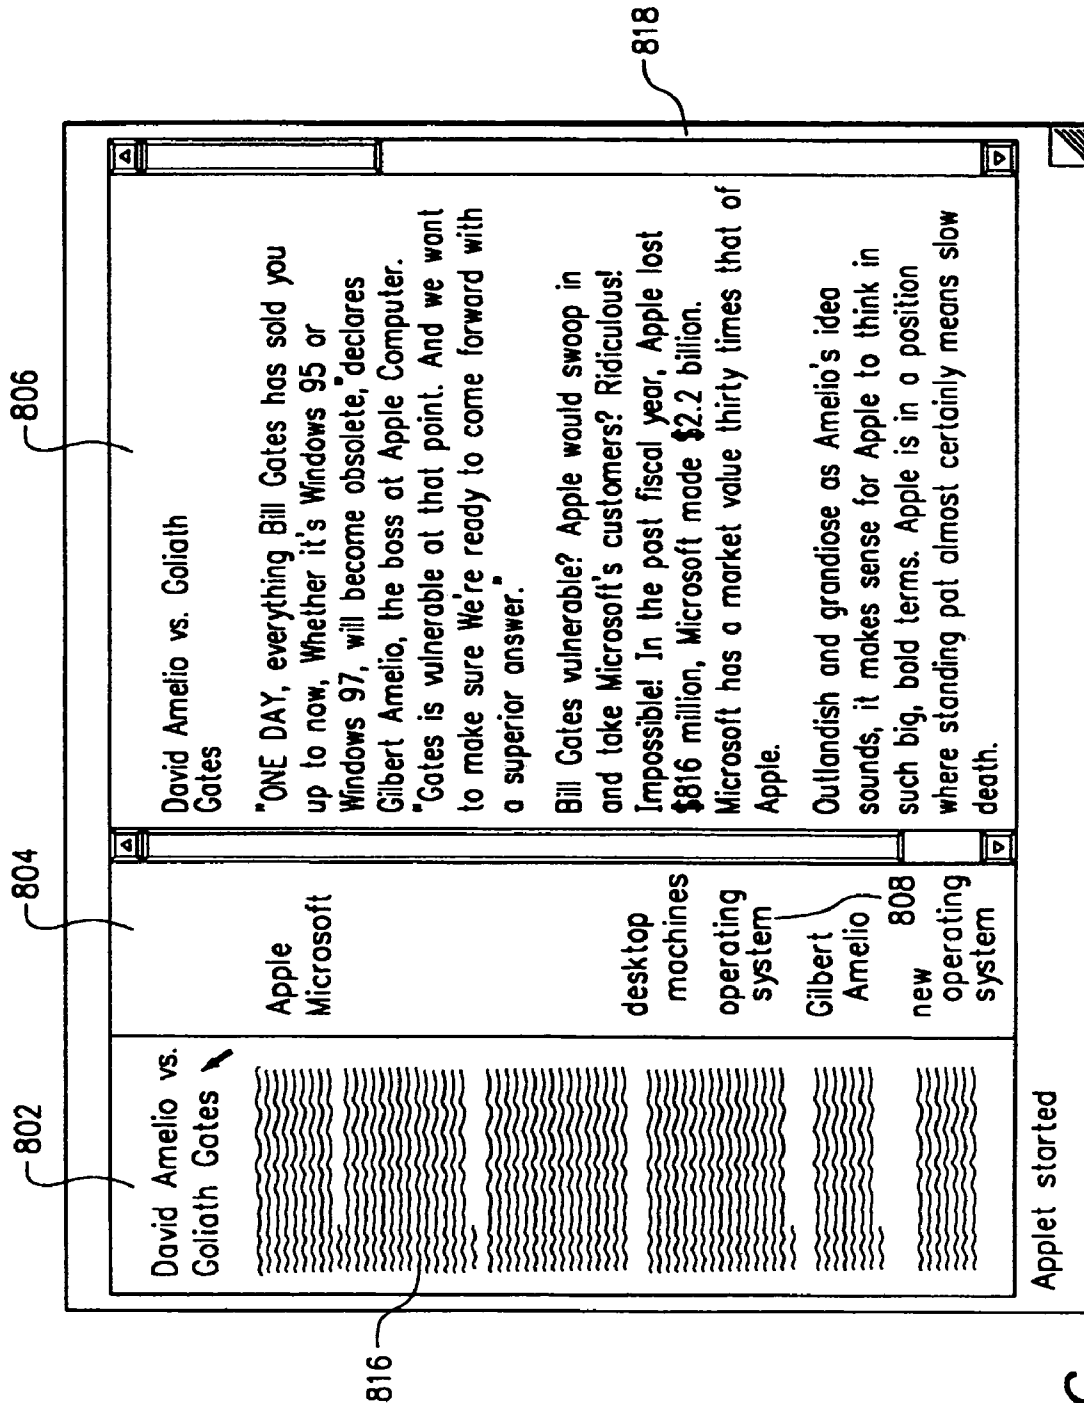 802
804
806
David Amelio vs.
Goliath Gates
Apple
Microsoft
desktop
machines
operating
system
Gilbert
Amelio
808
new
operating
system
David Amelio vs. Goliath
Gates
"ONE DAY, everything Bill Gates has sold you
up to now, Whether it's Windows 95 or
Windows 97, will become obsolete,"declares
Gilbert Amelio, the boss at Apple Computer.
"Gates is vulnerable at that point. And we want
to make sure We're ready to come forward with
a superior answer."
Bill Gates vulnerable? Apple would swoop in
and take Microsoft's customers? Ridiculous!
Impossible! In the past fiscal year, Apple lost
$816 million, Microsoft made $2.2 billion.
Microsoft has a market value thirty times that of
Apple.
Outlandish and grandiose as Amelio's idea
sounds, it makes sense for Apple to think in
such big, bold terms. Apple is in a position
where standing pat almost certainly means slow
death.
816
818
Applet started